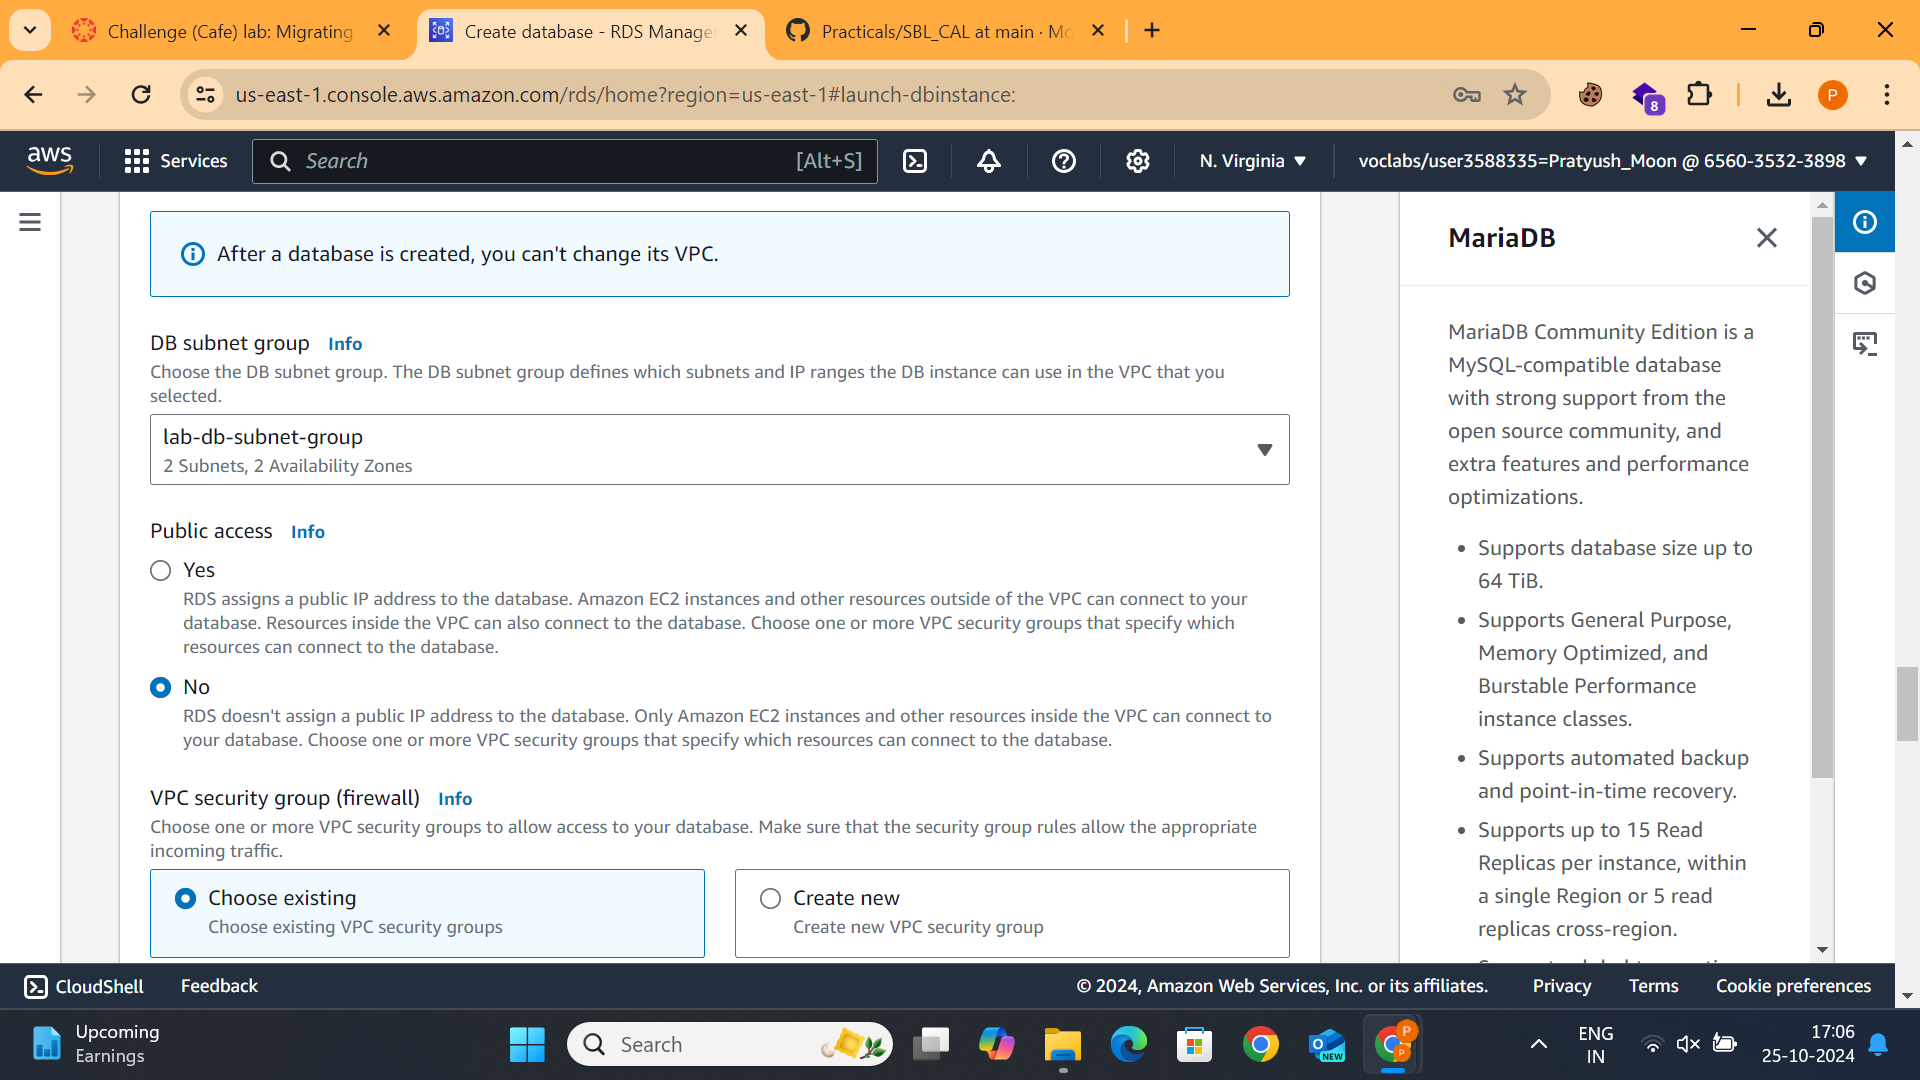 Challenge (Cafe) lab: Migrating
Create database - RDS Manage
Practicals/SBL_CAL at main · Mo
us-east-1.console.aws.amazon.com/rds/home?region=us-east-1#launch-dbinstance:
8
P
aws
Services
Search
[Alt+S]
N. Virginia
voclabs/user3588335=Pratyush_Moon @ 6560-3532-3898
After a database is created, you can't change its VPC.
DB subnet group Info
Choose the DB subnet group. The DB subnet group defines which subnets and IP ranges the DB instance can use in the VPC that you
selected.
lab-db-subnet-group
2 Subnets, 2 Availability Zones
Public access Info
Yes
RDS assigns a public IP address to the database. Amazon EC2 instances and other resources outside of the VPC can connect to your
database. Resources inside the VPC can also connect to the database. Choose one or more VPC security groups that specify which
resources can connect to the database.
No
RDS doesn't assign a public IP address to the database. Only Amazon EC2 instances and other resources inside the VPC can connect to
your database. Choose one or more VPC security groups that specify which resources can connect to the database.
VPC security group (firewall) Info
Choose one or more VPC security groups to allow access to your database. Make sure that the security group rules allow the appropriate
incoming traffic.
Choose existing
Choose existing VPC security groups
Create new
Create new VPC security group
MariaDB
MariaDB Community Edition is a
MySQL-compatible database
with strong support from the
open source community, and
extra features and performance
optimizations.
• Supports database size up to
64 TiB.
• Supports General Purpose,
Memory Optimized, and
Burstable Performance
instance classes.
• Supports automated backup
and point-in-time recovery.
• Supports up to 15 Read
Replicas per instance, within
a single Region or 5 read
replicas cross-region.
CloudShell
Feedback
© 2024, Amazon Web Services, Inc. or its affiliates.
Privacy
Terms
Cookie preferences
Upcoming
Earnings
Search
NEW
P
P
ENG
IN
17:06
25-10-2024